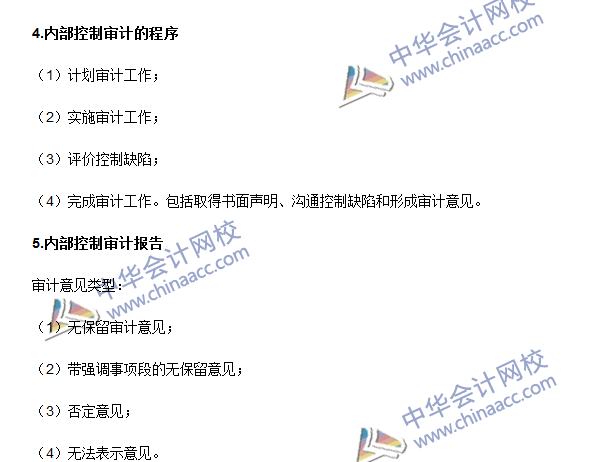 4.内部控制审计的程序
中华会计网校
www.chinaacc.com
（1）计划审计工作；
（2）实施审计工作；
（3）评价控制缺陷；
（4）完成审计工作。包括取得书面声明、沟通控制缺陷和形成审计意见。
5.内部控制审计报告
中华会计网校
www.chinaacc.com
审计意见类型：
（1）无保留审计意见；
（2）带强调事项段的无保留意见；
中华会计网校
www.chinaacc.com
（3）否定意见；
（4）无法表示意见。